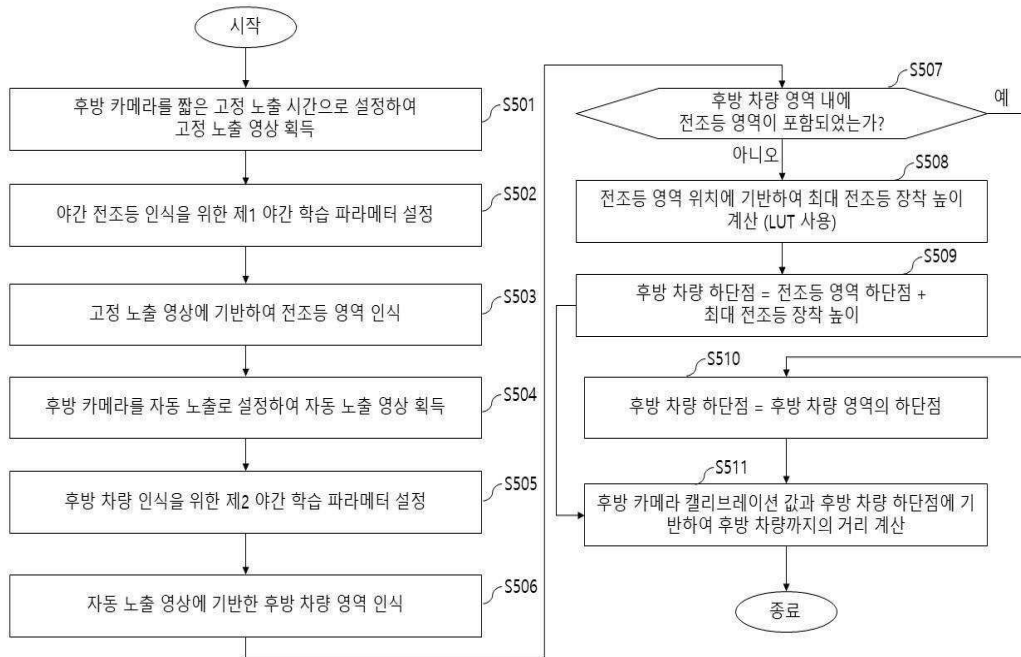 시작
후방 카메라를 짧은 고정 노출 시간으로 설정하여
고정 노출 영상 획득
S501
야간 전조등 인식을 위한 제1 야간 학습 파라미터 설정
S502
고정 노출 영상에 기반하여 전조등 영역 인식
S503
후방 카메라를 자동 노출로 설정하여 자동 노출 영상 획득
S504
후방 차량 인식을 위한 제2 야간 학습 파라미터 설정
S505
자동 노출 영상에 기반한 후방 차량 영역 인식
S506
S507
후방 차량 영역 내에
전조등 영역이 포함되었는가?
예
아니오
S508
전조등 영역 위치에 기반하여 최대 전조등 장착 높이
계산 (LUT 사용)
S509
후방 차량 하단점 = 전조등 영역 하단점 +
최대 전조등 장착 높이
S510
후방 차량 하단점 = 후방 차량 영역의 하단점
S511
후방 카메라 캘리브레이션 값과 후방 차량 하단점에 기
반하여 후방 차량까지의 거리 계산
종료